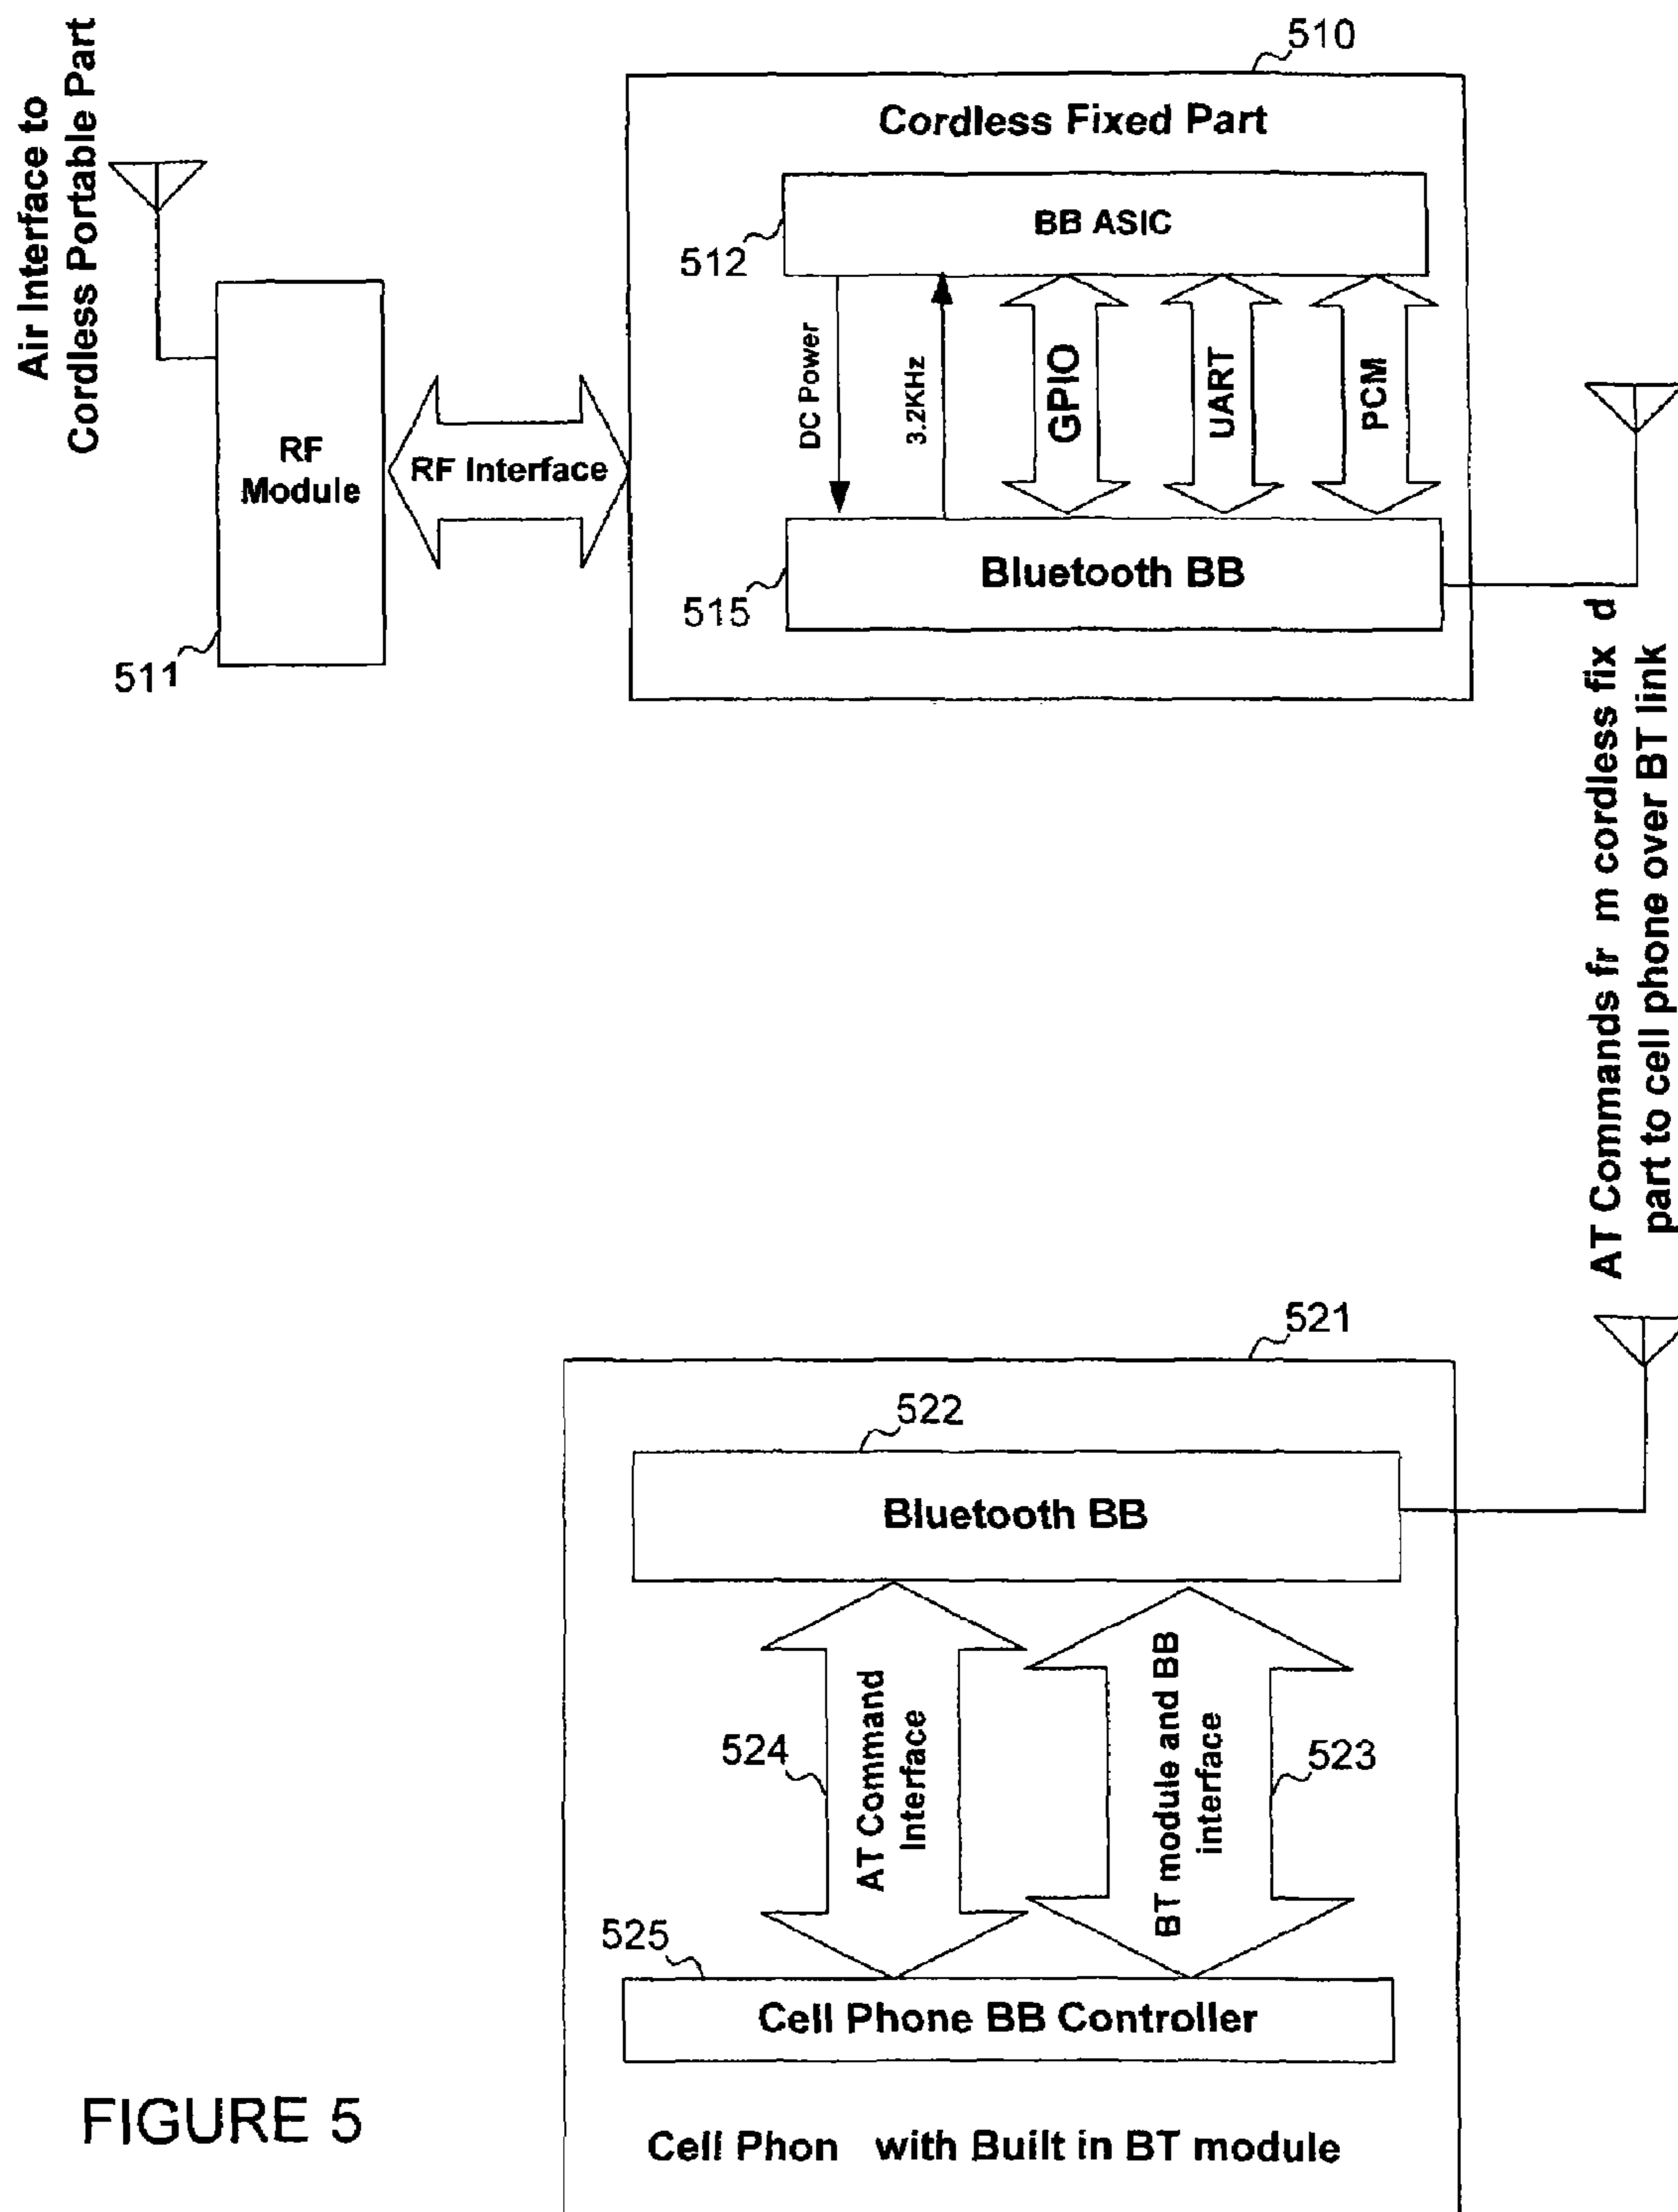 Air Interface to
Cordless Portable Part
510
Cordless Fixed Part
BB ASIC
512
DC Power
3.2KHz
GPIO
UART
PCM
RF
Module
RF Interface
Bluetooth BB
515
511
AT Commands fr m cordless fix d
part to cell phone over BT link
521
522
Bluetooth BB
AT Command
Interface
BT module and BB
interface
524
523
525
Cell Phone BB Controller
Cell Phon with Built in BT module
FIGURE 5